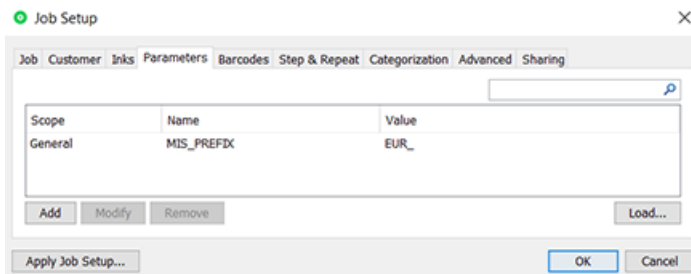 Job Setup
Job Customer Inks Parameters Barcodes Step & Repeat Categorization Advanced Sharing
Scope Name Value
General MIS_PREFIX EUR_
Add Modify Remove Load...
Apply Job Setup... OK Cancel